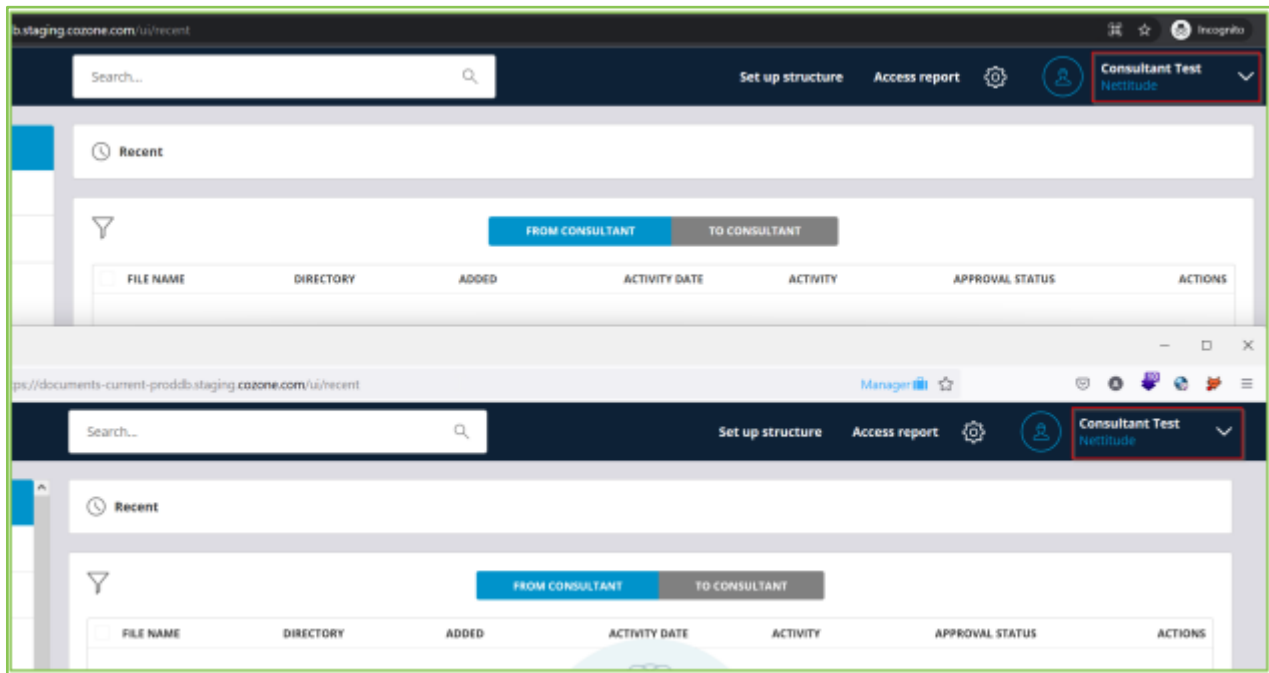 b.staging.cozone.com/ui/recent Incognito
Search... Set up structure Access report Consultant Test
Nettitude
Recent
FROM CONSULTANT TO CONSULTANT
FILE NAME DIRECTORY ADDED ACTIVITY DATE ACTIVITY APPROVAL STATUS ACTIONS
ps://documents-current-proddb.staging.cozone.com/ui/recent Manager
Search... Set up structure Access report Consultant Test
Nettitude
Recent
FROM CONSULTANT TO CONSULTANT
FILE NAME DIRECTORY ADDED ACTIVITY DATE ACTIVITY APPROVAL STATUS ACTIONS